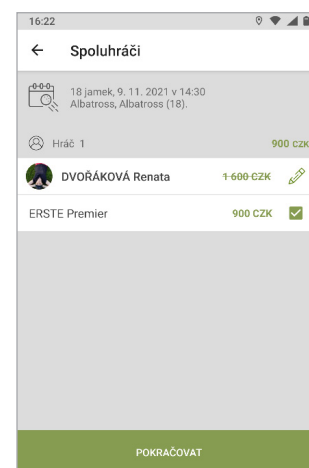 16:22
Spoluhráči
18 jamek, 9. 11. 2021 v 14:30
Albatross, Albatross (18).
Hráč 1 900 CZK
DVOŘÁKOVÁ Renata 1 600 CZK
ERSTE Premier 900 CZK
POKRAČOVAT